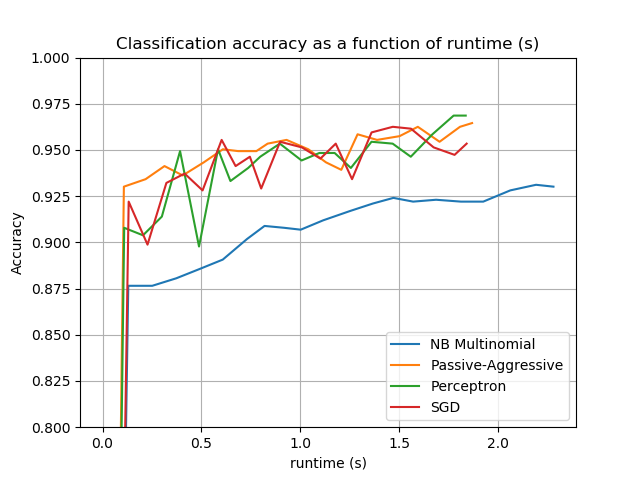 Classification accuracy as a function of runtime (s)
1.000
0.975
0.950
0.925
0.900
0.875
0.850
0.825
0.800
Accuracy
NB Multinomial
Passive-Aggressive
Perceptron
SGD
0.0 0.5 1.0 1.5 2.0
runtime (s)